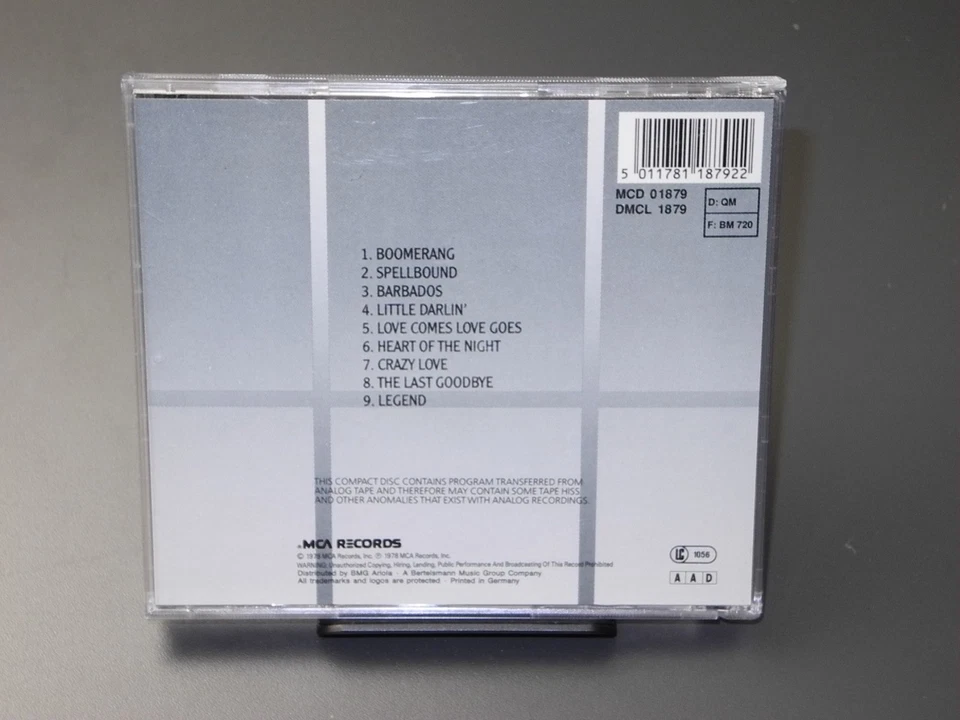 5 011781 187922
MCD 01879
DMCL 1879
D: QM
F: BM 720
1. BOOMERANG
2. SPELLBOUND
3. BARBADOS
4. LITTLE DARLIN'
5. LOVE COMES LOVE GOES
6. HEART OF THE NIGHT
7. CRAZY LOVE
8. THE LAST GOODBYE
9. LEGEND
THIS COMPACT DISC CONTAINS PROGRAM TRANSFERRED FROM
ANALOG TAPE AND THEREFORE MAY CONTAIN SOME TAPE HISS
AND OTHER ANOMALIES THAT EXIST WITH ANALOG RECORDINGS.
MCA RECORDS
© 1978 MCA Records, Inc. ℗ 1978 MCA Records, Inc.
WARNING: Unauthorized Copying, Hiring, Lending, Public Performance And Broadcasting Of This Record Prohibited
Distributed by BMG Ariola · A Bertelsmann Music Group Company
All trademarks and logos are protected · Printed in Germany
LC 1056
A A D